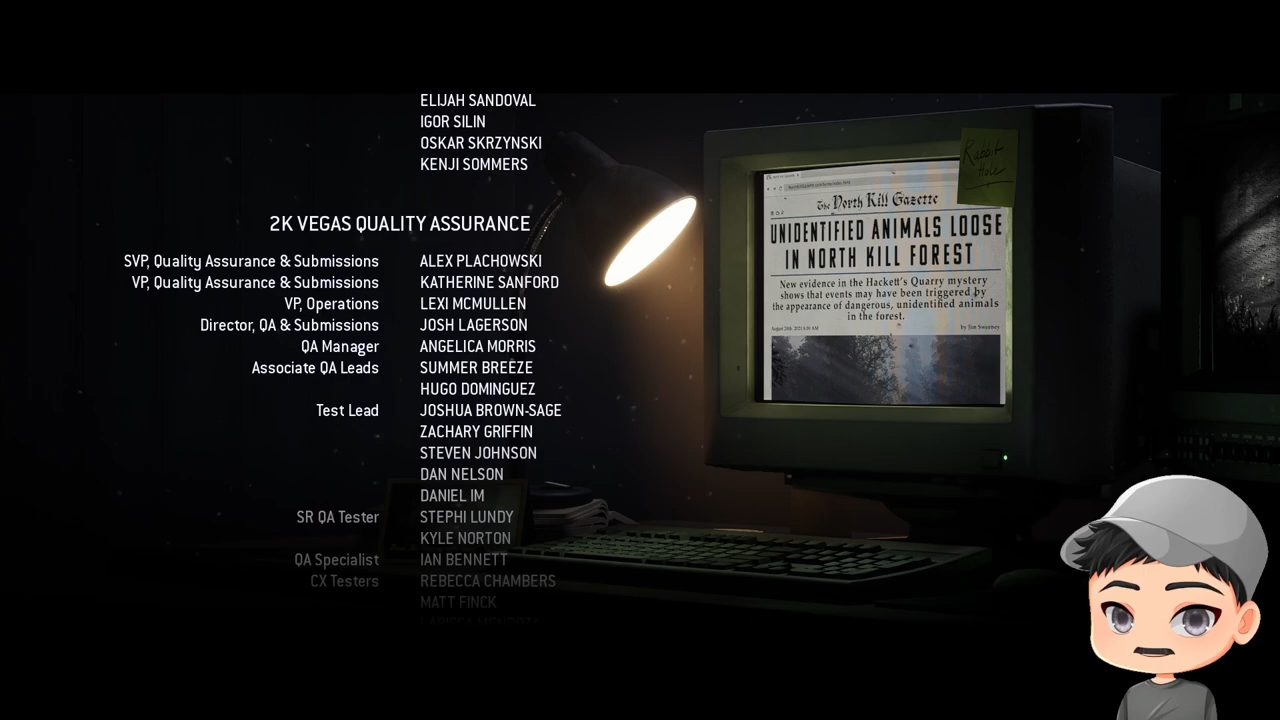 ELIJAH SANDOVAL
IGOR SILIN
OSKAR SKRZYNSKI
KENJI SOMMERS
2K VEGAS QUALITY ASSURANCE
SVP, Quality Assurance & Submissions ALEX PLACHOWSKI
VP, Quality Assurance & Submissions KATHERINE SANFORD
VP, Operations LEXI MCMULLEN
Director, QA & Submissions JOSH LAGERSON
QA Manager ANGELICA MORRIS
Associate QA Leads SUMMER BREEZE
HUGO DOMINGUEZ
Test Lead JOSHUA BROWN-SAGE
ZACHARY GRIFFIN
STEVEN JOHNSON
DAN NELSON
DANIEL IM
SR QA Tester STEPHI LUNDY
KYLE NORTON
QA Specialist IAN BENNETT
CX Testers REBECCA CHAMBERS
MATT FINCK
LARISSA MENDOZA
Rabbit
Hole
The North Kill Gazette
UNIDENTIFIED ANIMALS LOOSE
IN NORTH KILL FOREST
New evidence in the Hackett's Quarry mystery
shows that events may have been triggered by
the appearance of dangerous, unidentified animals
in the forest.
by Jim Sweeney